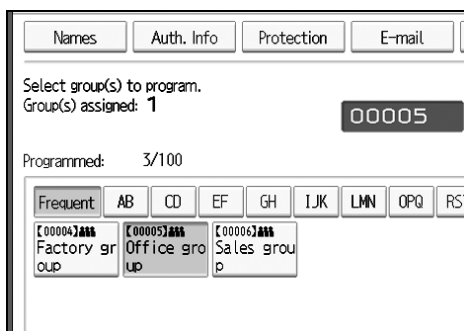 Names Auth. Info Protection E-mail
Select group(s) to program.
Group(s) assigned: 1
00005
Programmed: 3/100
Frequent AB CD EF GH IJK LMN OPQ RS
【00004】 【00005】 【00006】
Factory gr Office gro Sales grou
oup up p